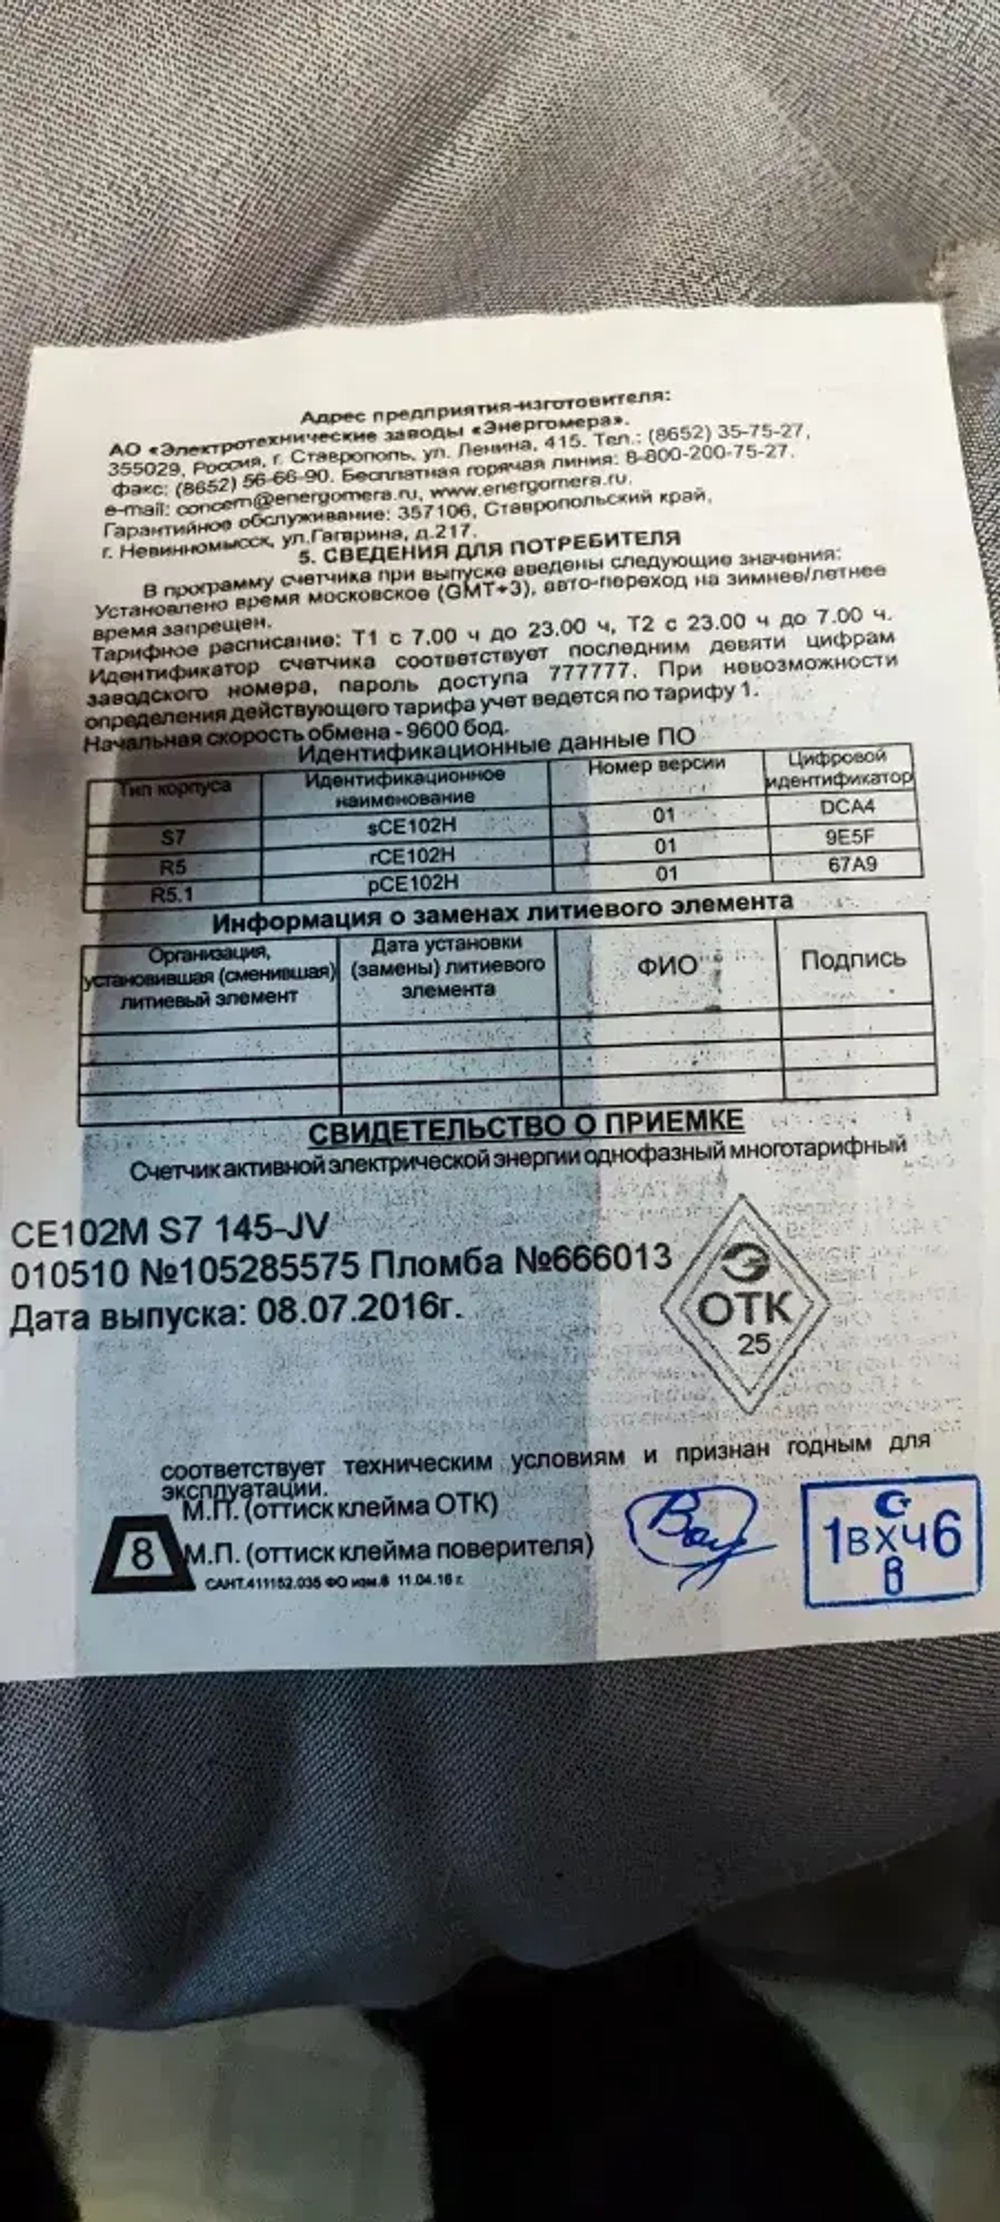 Адрес предприятия-изготовителя:
АО «Электротехнические заводы «Энергомера».
355029, Россия, г. Ставрополь, ул. Ленина, 415. Тел.: (8652) 35-75-27,
факс: (8652) 56-66-90. Бесплатная горячая линия: 8-800-200-75-27.
e-mail: concern@energomera.ru, www.energomera.ru.
Гарантийное обслуживание: 357106, Ставропольский край,
г. Невинномысск, ул.Гагарина, д.217.
5. СВЕДЕНИЯ ДЛЯ ПОТРЕБИТЕЛЯ
В программу счетчика при выпуске введены следующие значения:
Установлено время московское (GMT+3), авто-переход на зимнее/летнее
время запрещен.
Тарифное расписание: Т1 с 7.00 ч до 23.00 ч, Т2 с 23.00 ч до 7.00 ч.
Идентификатор счетчика соответствует последним девяти цифрам
заводского номера, пароль доступа 777777. При невозможности
определения действующего тарифа учет ведется по тарифу 1.
Начальная скорость обмена - 9600 бод.
Идентификационные данные ПО
Тип корпуса Идентификационное наименование Номер версии Цифровой идентификатор
S7 sCE102H 01 DCA4
R5 rCE102H 01 9E5F
R5.1 pCE102H 01 67A9
Информация о заменах литиевого элемента
Организация, установившая (сменившая) литиевый элемент Дата установки (замены) литиевого элемента ФИО Подпись
СВИДЕТЕЛЬСТВО О ПРИЕМКЕ
Счетчик активной электрической энергии однофазный многотарифный
CE102M S7 145-JV
010510 №105285575 Пломба №666013
Дата выпуска: 08.07.2016г.
ОТК
25
соответствует техническим условиям и признан годным для
эксплуатации.
М.П. (оттиск клейма ОТК)
8
М.П. (оттиск клейма поверителя)
САНТ.411152.035 ФО изм.8 11.04.16 г.
1ВХЧ6
В